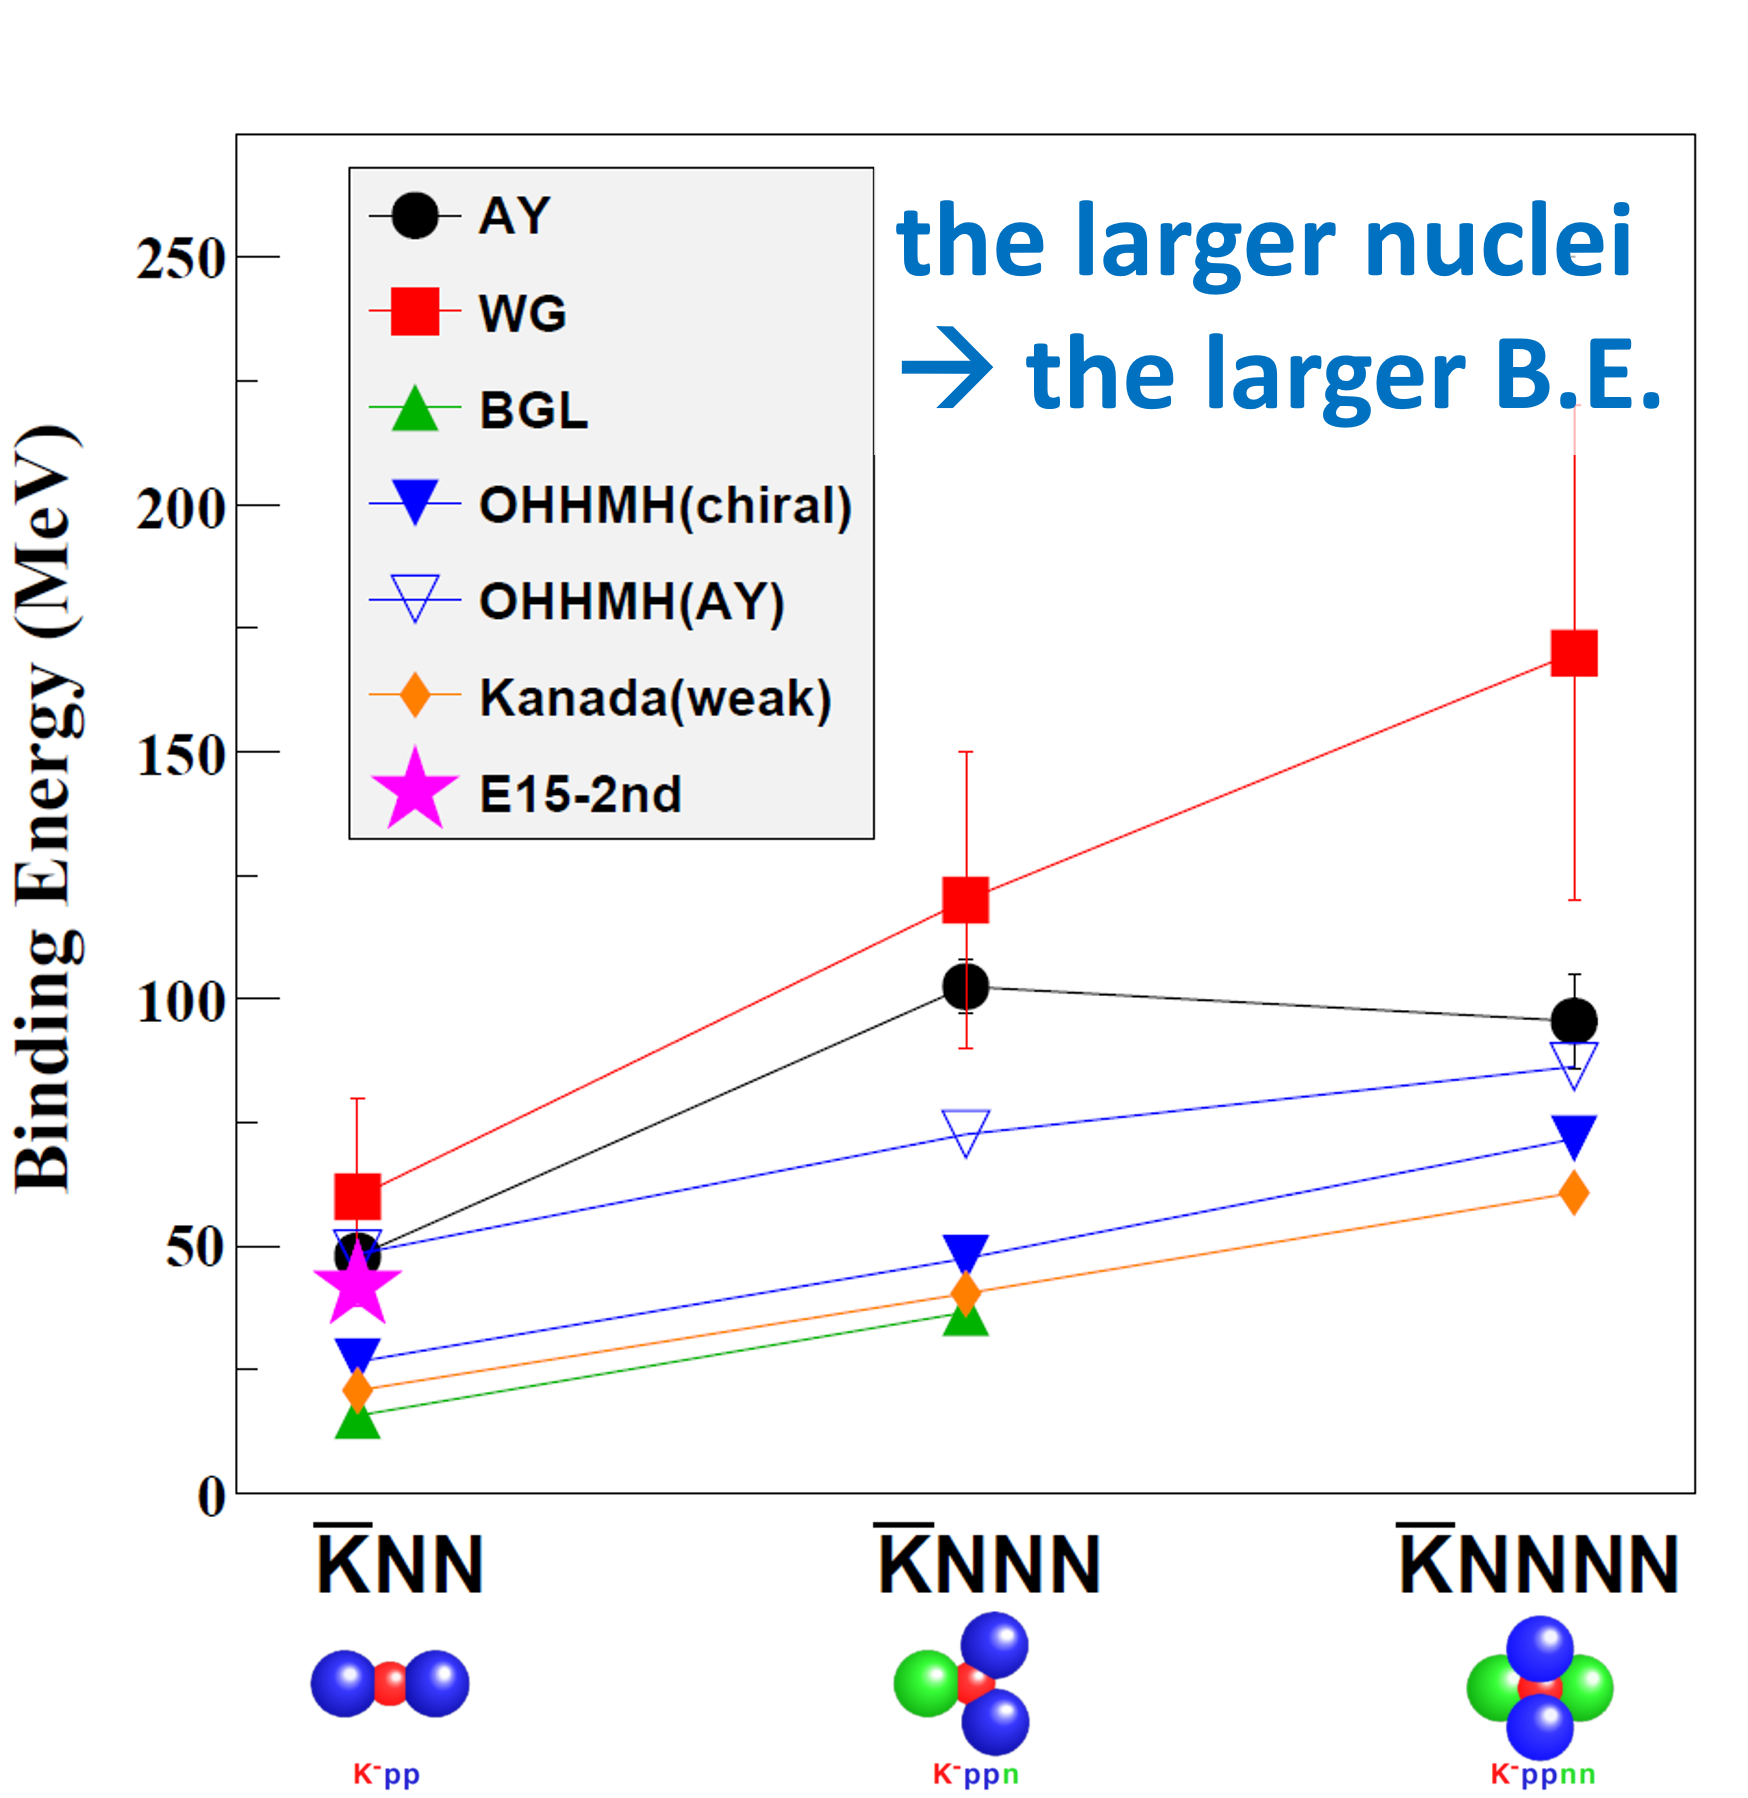 the larger nuclei
→ the larger B.E.
AY
WG
BGL
OHHMH(chiral)
OHHMH(AY)
Kanada(weak)
E15-2nd
Binding Energy (MeV)
250
200
150
100
50
0
K̅NN
K̅NNN
K̅NNNN
K⁻pp
K⁻ppn
K⁻ppnn